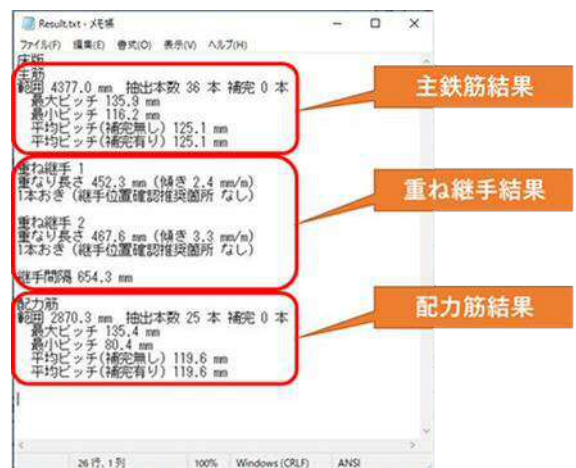 Result.txt - メモ帳
ファイル(F) 編集(E) 書式(O) 表示(V) ヘルプ(H)
床版
主筋
範囲 4377.0 mm 抽出本数 36 本 補完 0 本
最大ピッチ 135.9 mm
最小ピッチ 116.2 mm
平均ピッチ(補完無し) 125.1 mm
平均ピッチ(補完有り) 125.1 mm
主鉄筋結果
重ね継手 1
重なり長さ 452.3 mm (傾き 2.4 mm/m)
1本おき (継手位置確認推奨箇所 なし)
重ね継手 2
重なり長さ 467.6 mm (傾き 3.3 mm/m)
1本おき (継手位置確認推奨箇所 なし)
継手間隔 654.3 mm
重ね継手結果
配力筋
範囲 2870.3 mm 抽出本数 25 本 補完 0 本
最大ピッチ 135.4 mm
最小ピッチ 80.4 mm
平均ピッチ(補完無し) 119.6 mm
平均ピッチ(補完有り) 119.6 mm
配力筋結果
26 行, 1 列 100% Windows (CRLF) ANSI